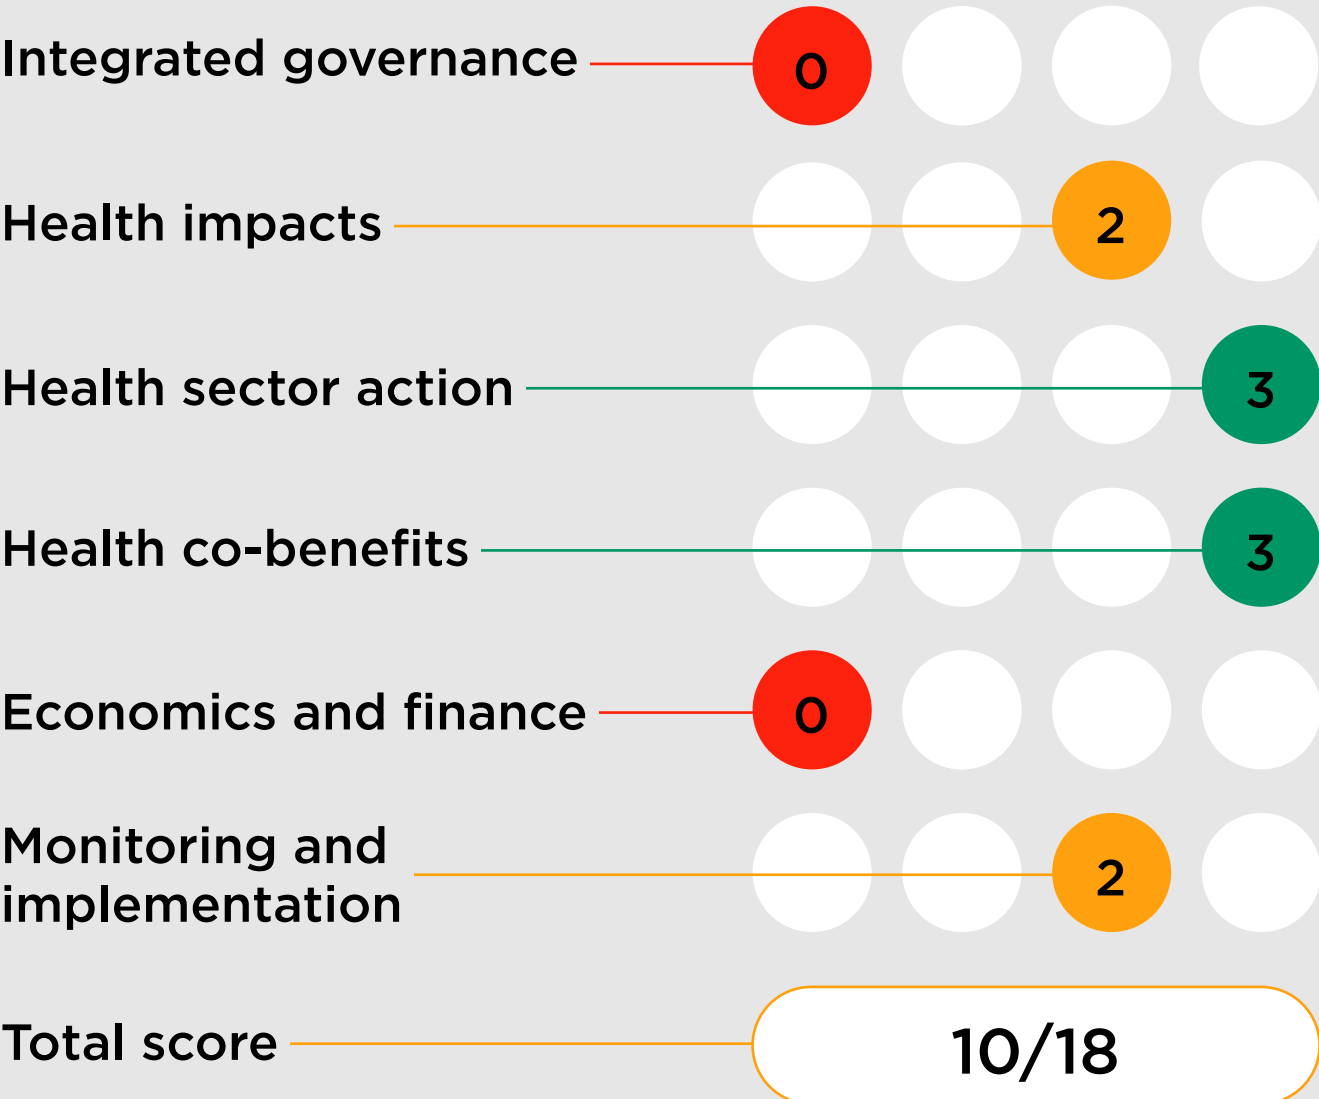 Integrated governance 0
Health impacts 2
Health sector action 3
Health co-benefits 3
Economics and finance 0
Monitoring and
implementation 2
Total score 10/18